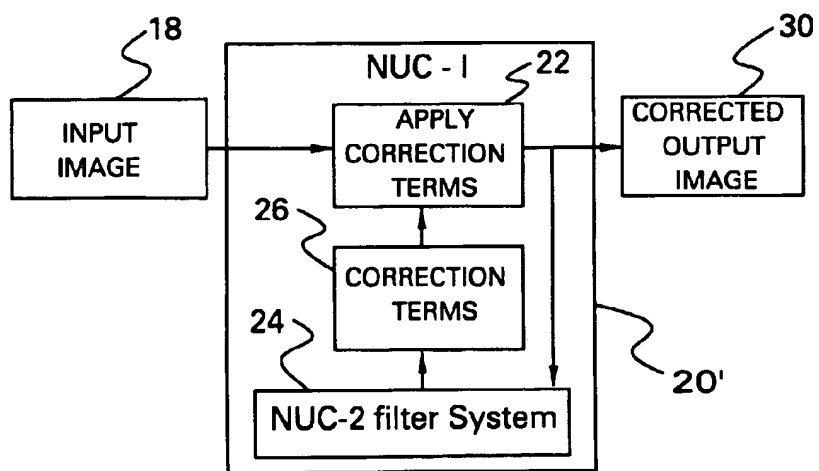 18
30
NUC - I
22
INPUT
IMAGE
APPLY
CORRECTION
TERMS
CORRECTED
OUTPUT
IMAGE
26
CORRECTION
TERMS
24
20'
NUC-2 filter System